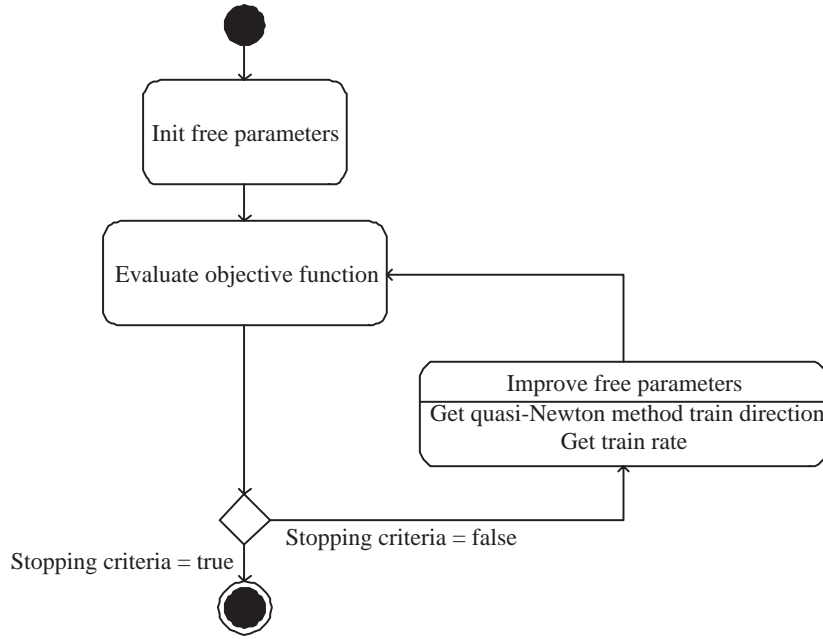 Init free parameters
Evaluate objective function
Improve free parameters
Get quasi-Newton method train direction
Get train rate
Stopping criteria = false
Stopping criteria = true